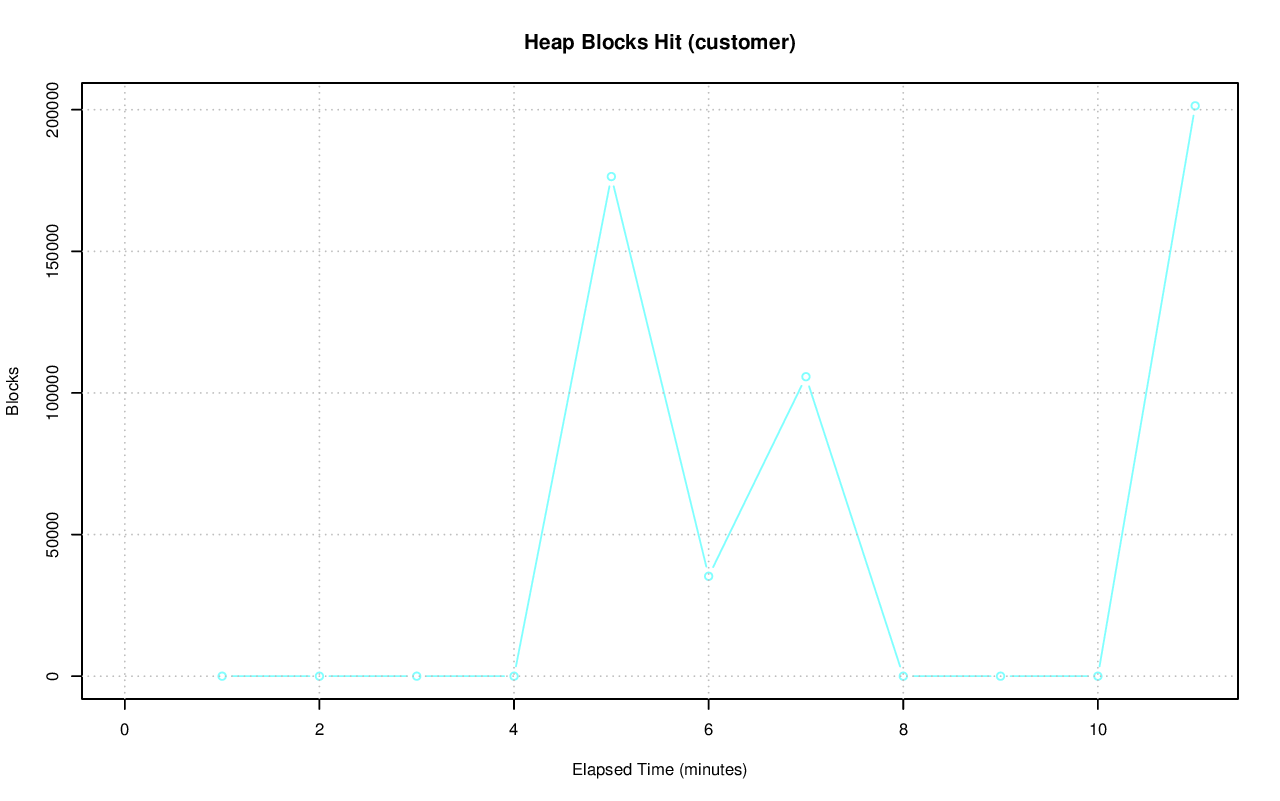 Heap Blocks Hit (customer)
Blocks
200000
150000
100000
50000
0
0 2 4 6 8 10
Elapsed Time (minutes)